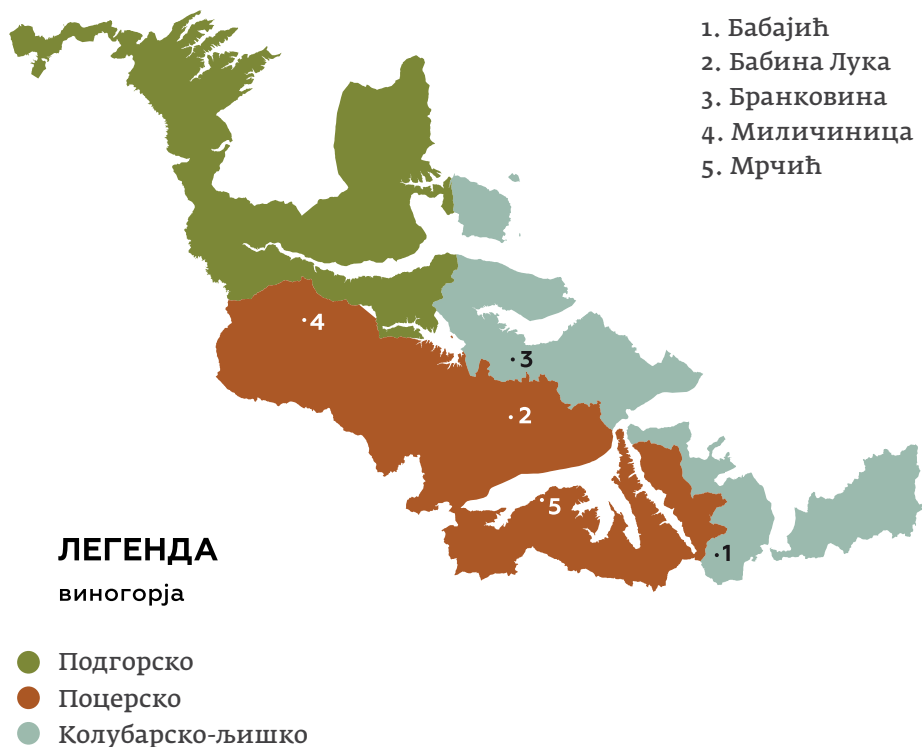 1. Бабајић
2. Бабина Лука
3. Бранковина
4. Миличиница
5. Мрчић
4
3
2
5
1
ЛЕГЕНДА
виногорја
Подгорско
Поцерско
Колубарско-љишко